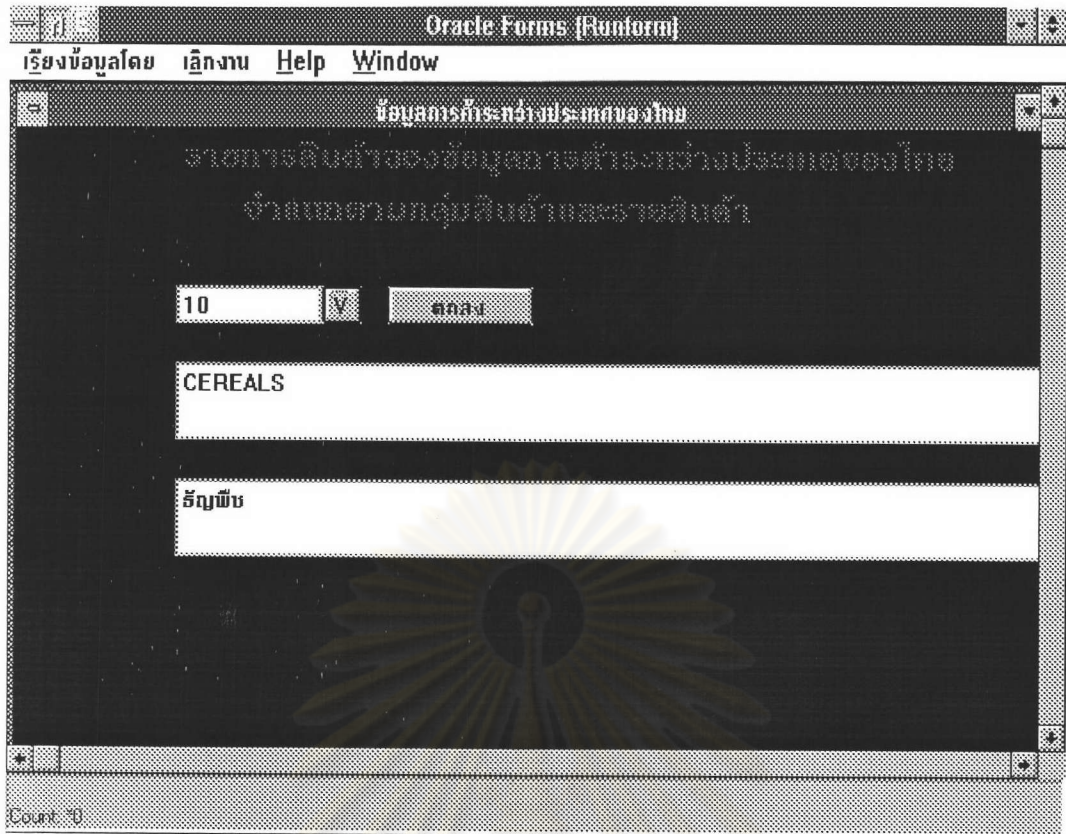 Oracle Forms [Runform]
เรียงข้อมูลโดย เลิกงาน Help Window
ข้อมูลการค้าระหว่างประเทศของไทย
รายการสินค้าของข้อมูลการค้าระหว่างประเทศของไทย
จำแนกตามกลุ่มสินค้าและรายสินค้า
10 V ตกลง
CEREALS
ธัญพืช
Count: *0